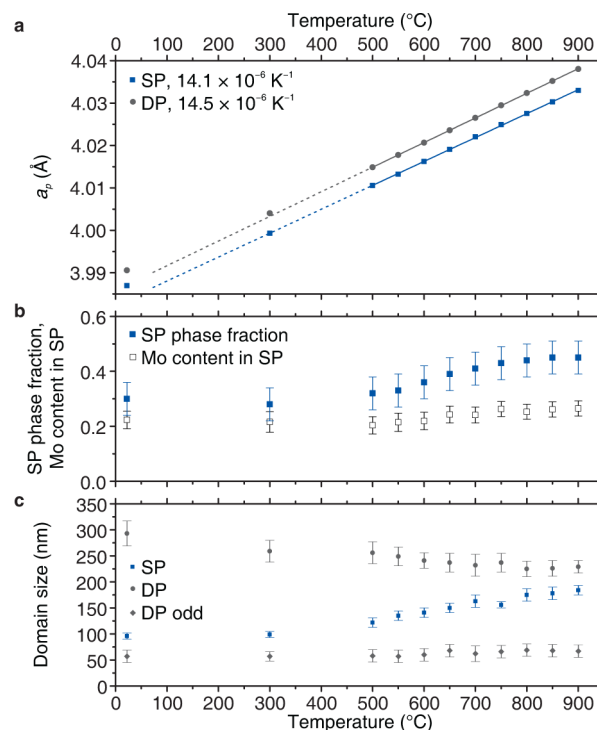 Temperature (°C)
0 100 200 300 400 500 600 700 800 900
a
4.04
4.03
4.02
4.01
4.00
3.99
aₚ (Å)
SP, 14.1 × 10⁻⁶ K⁻¹
DP, 14.5 × 10⁻⁶ K⁻¹
b
0.6
0.4
0.2
0.0
SP phase fraction,
Mo content in SP
SP phase fraction
Mo content in SP
c
350
300
250
200
150
100
50
0
Domain size (nm)
SP
DP
DP odd
0 100 200 300 400 500 600 700 800 900
Temperature (°C)